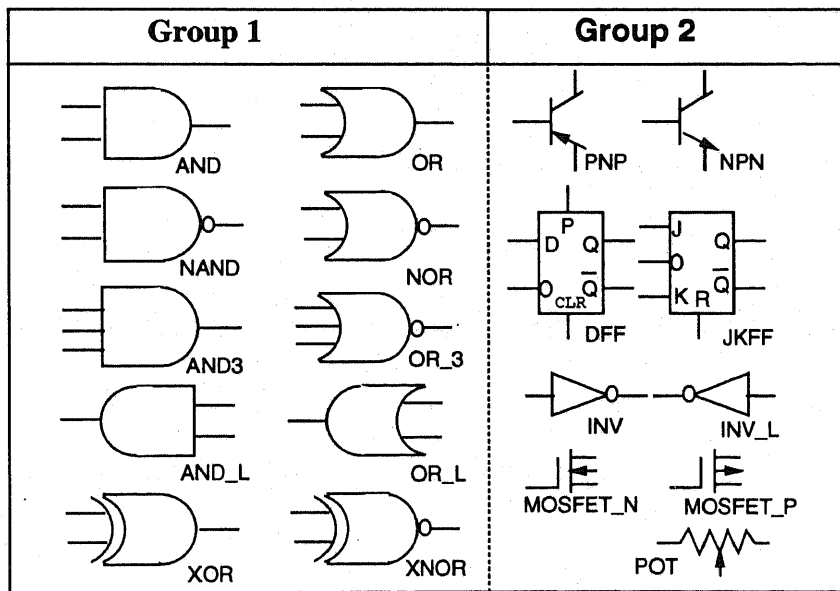 Group 1
Group 2
AND
OR
PNP
NPN
NAND
NOR
P
D
Q
CLR
Q̅
DFF
J
Q
K
R
Q̅
JKFF
AND3
OR_3
INV
INV_L
AND_L
OR_L
MOSFET_N
MOSFET_P
XOR
XNOR
POT